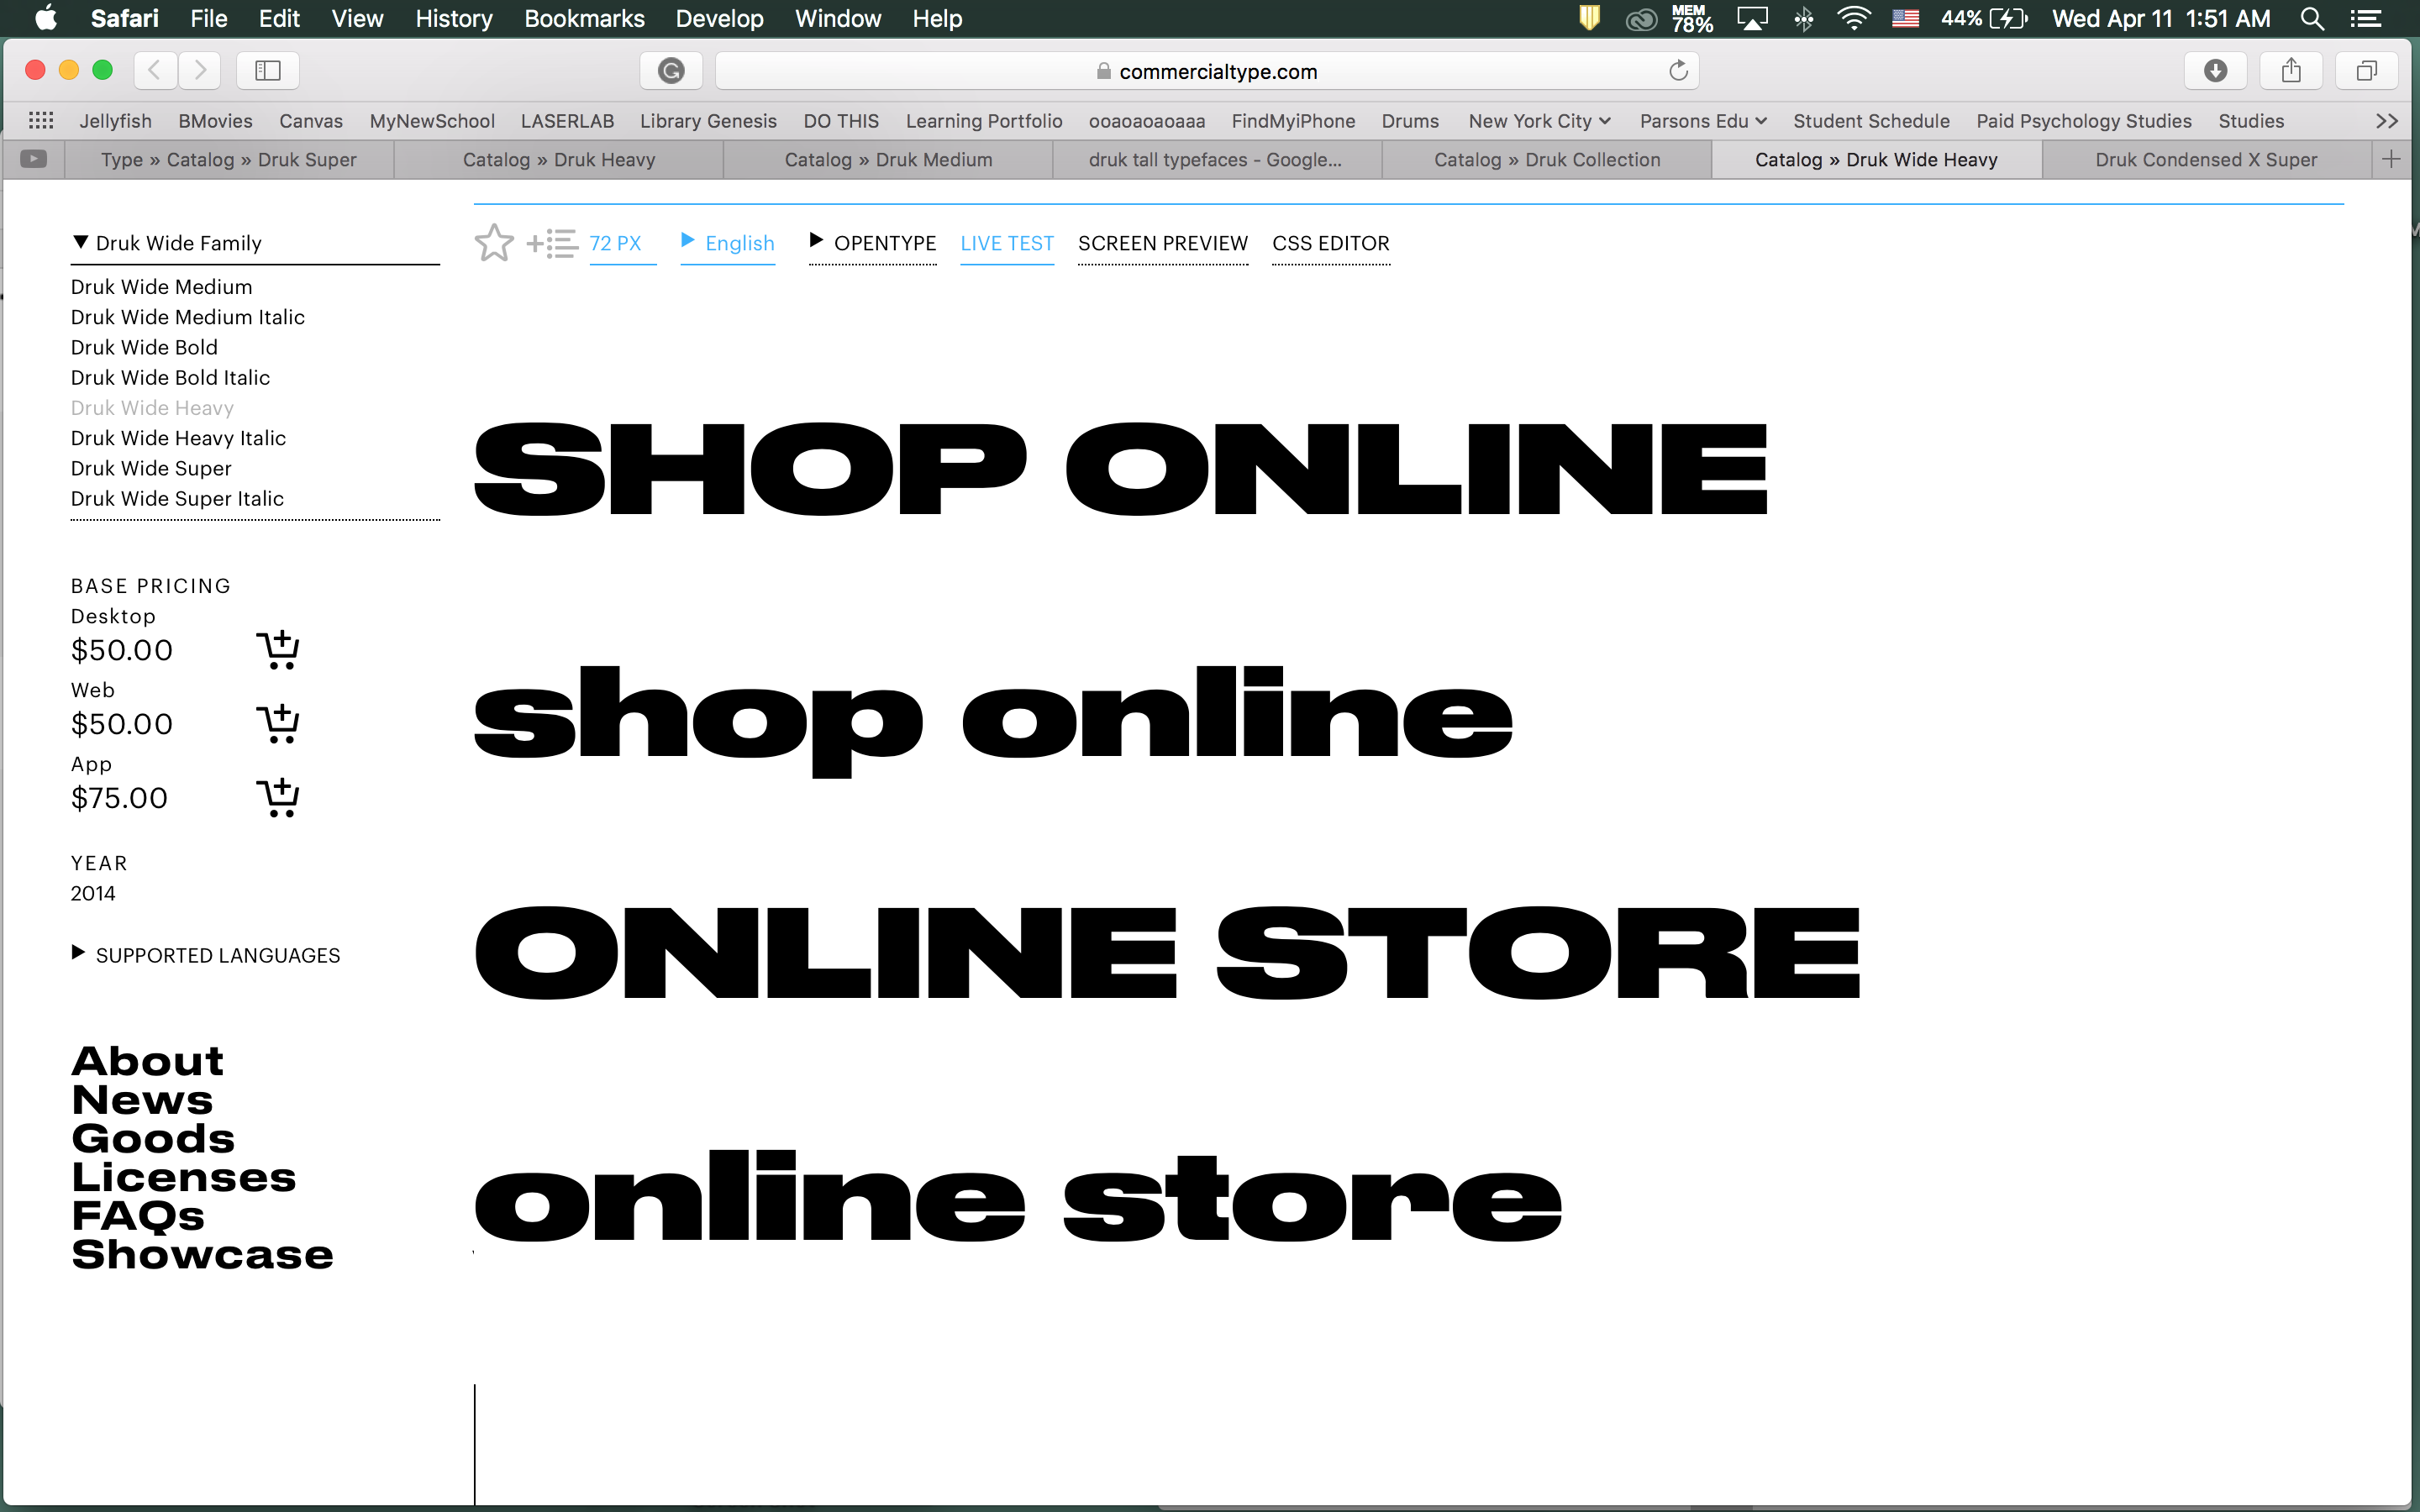 Safari File Edit View History Bookmarks Develop Window Help MEM 78% 44% Wed Apr 11 1:51 AM
commercialtype.com
Jellyfish BMovies Canvas MyNewSchool LASERLAB Library Genesis DO THIS Learning Portfolio ooaoaoaoaaa FindMyiPhone Drums New York City Parsons Edu Student Schedule Paid Psychology Studies Studies
Type » Catalog » Druk Super Catalog » Druk Heavy Catalog » Druk Medium druk tall typefaces - Google... Catalog » Druk Collection Catalog » Druk Wide Heavy Druk Condensed X Super
▼ Druk Wide Family
Druk Wide Medium
Druk Wide Medium Italic
Druk Wide Bold
Druk Wide Bold Italic
Druk Wide Heavy
Druk Wide Heavy Italic
Druk Wide Super
Druk Wide Super Italic
BASE PRICING
Desktop
$50.00
Web
$50.00
App
$75.00
YEAR
2014
SUPPORTED LANGUAGES
About
News
Goods
Licenses
FAQs
Showcase
72 PX English OPENTYPE LIVE TEST SCREEN PREVIEW CSS EDITOR
SHOP ONLINE
shop online
ONLINE STORE
online store